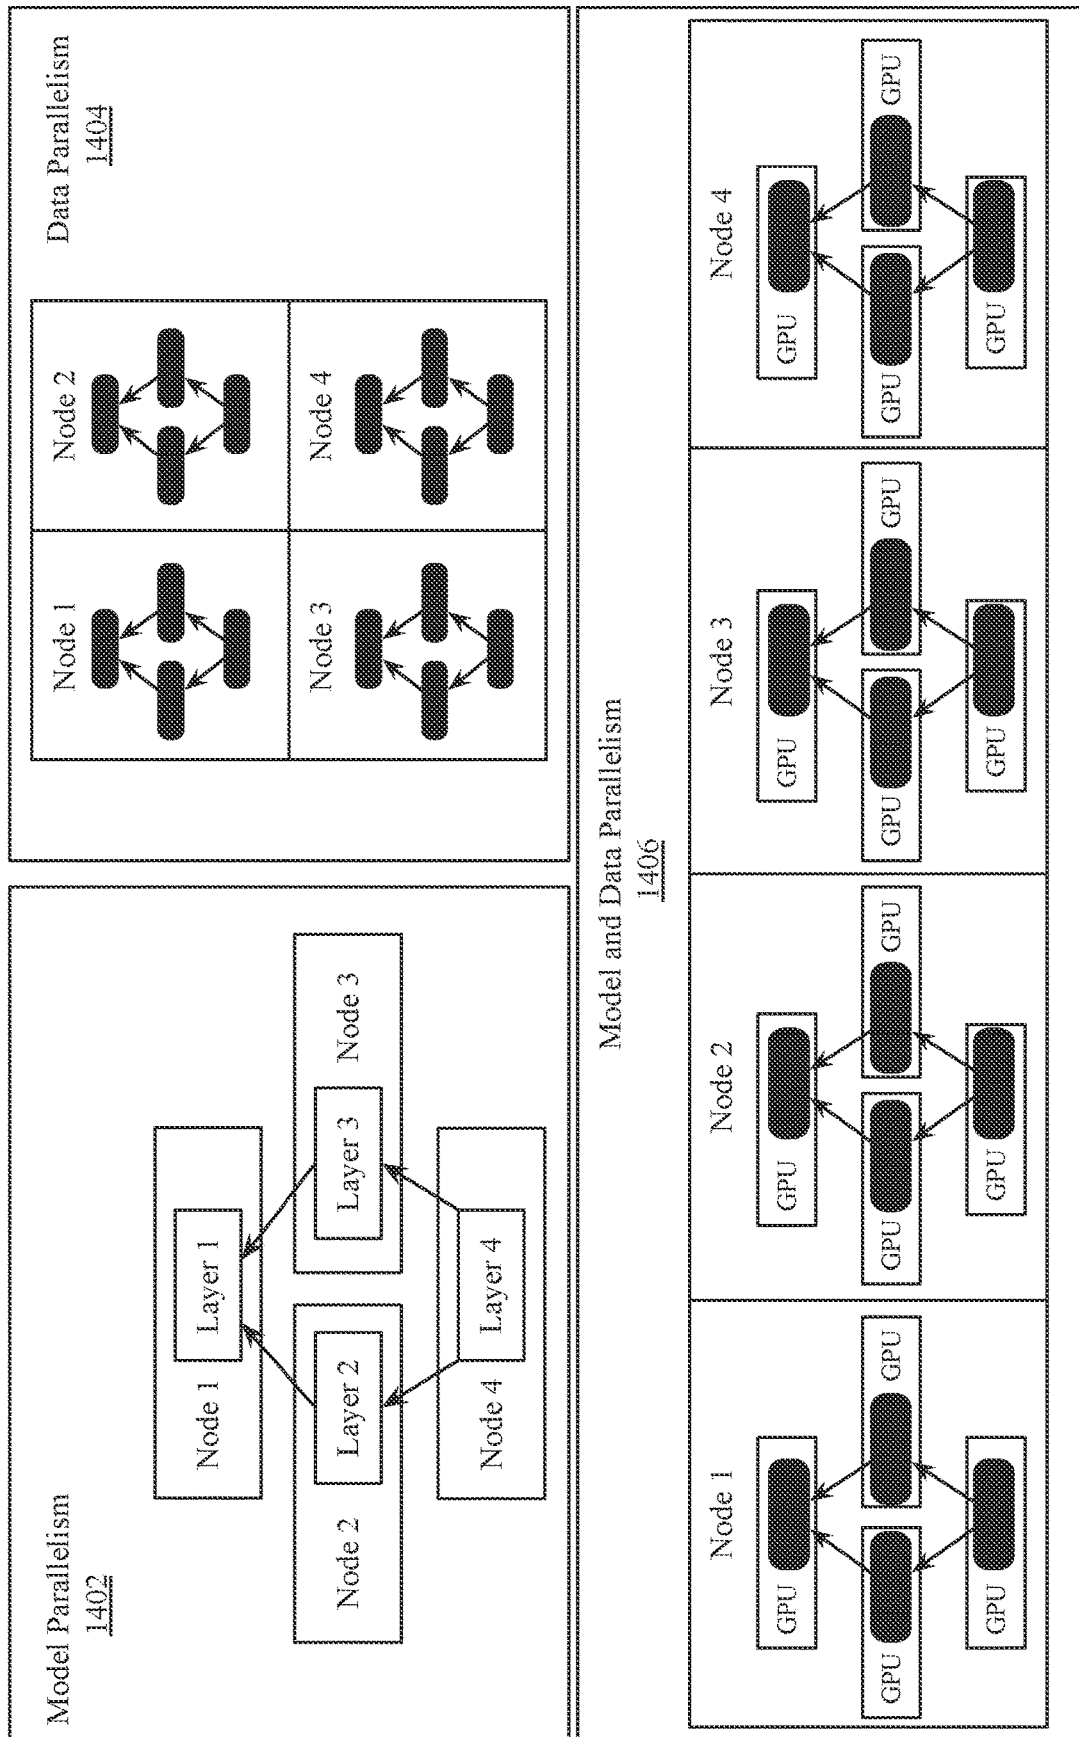 Model Parallelism
1402
Node 1
Layer 1
Node 2
Layer 2
Layer 3
Node 3
Node 4
Layer 4
Data Parallelism
1404
Node 1
Node 2
Node 3
Node 4
Model and Data Parallelism
1406
Node 1
GPU
GPU
GPU
GPU
Node 2
GPU
GPU
GPU
GPU
Node 3
GPU
GPU
GPU
GPU
Node 4
GPU
GPU
GPU
GPU